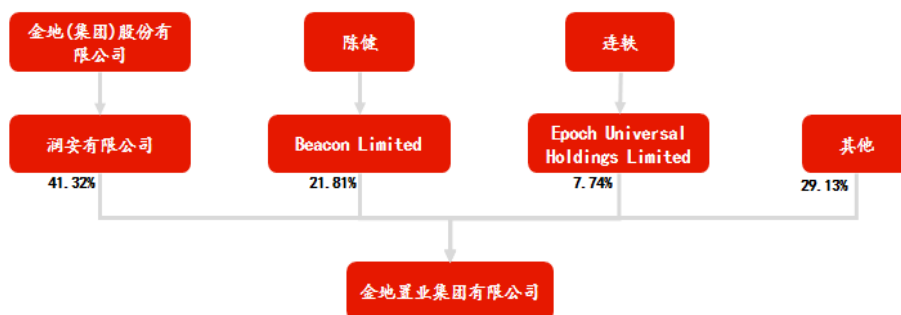 金地(集团)股份有
限公司
陈健
连轶
润安有限公司
Beacon Limited
Epoch Universal
Holdings Limited
其他
41.32%
21.81%
7.74%
29.13%
金地置业集团有限公司